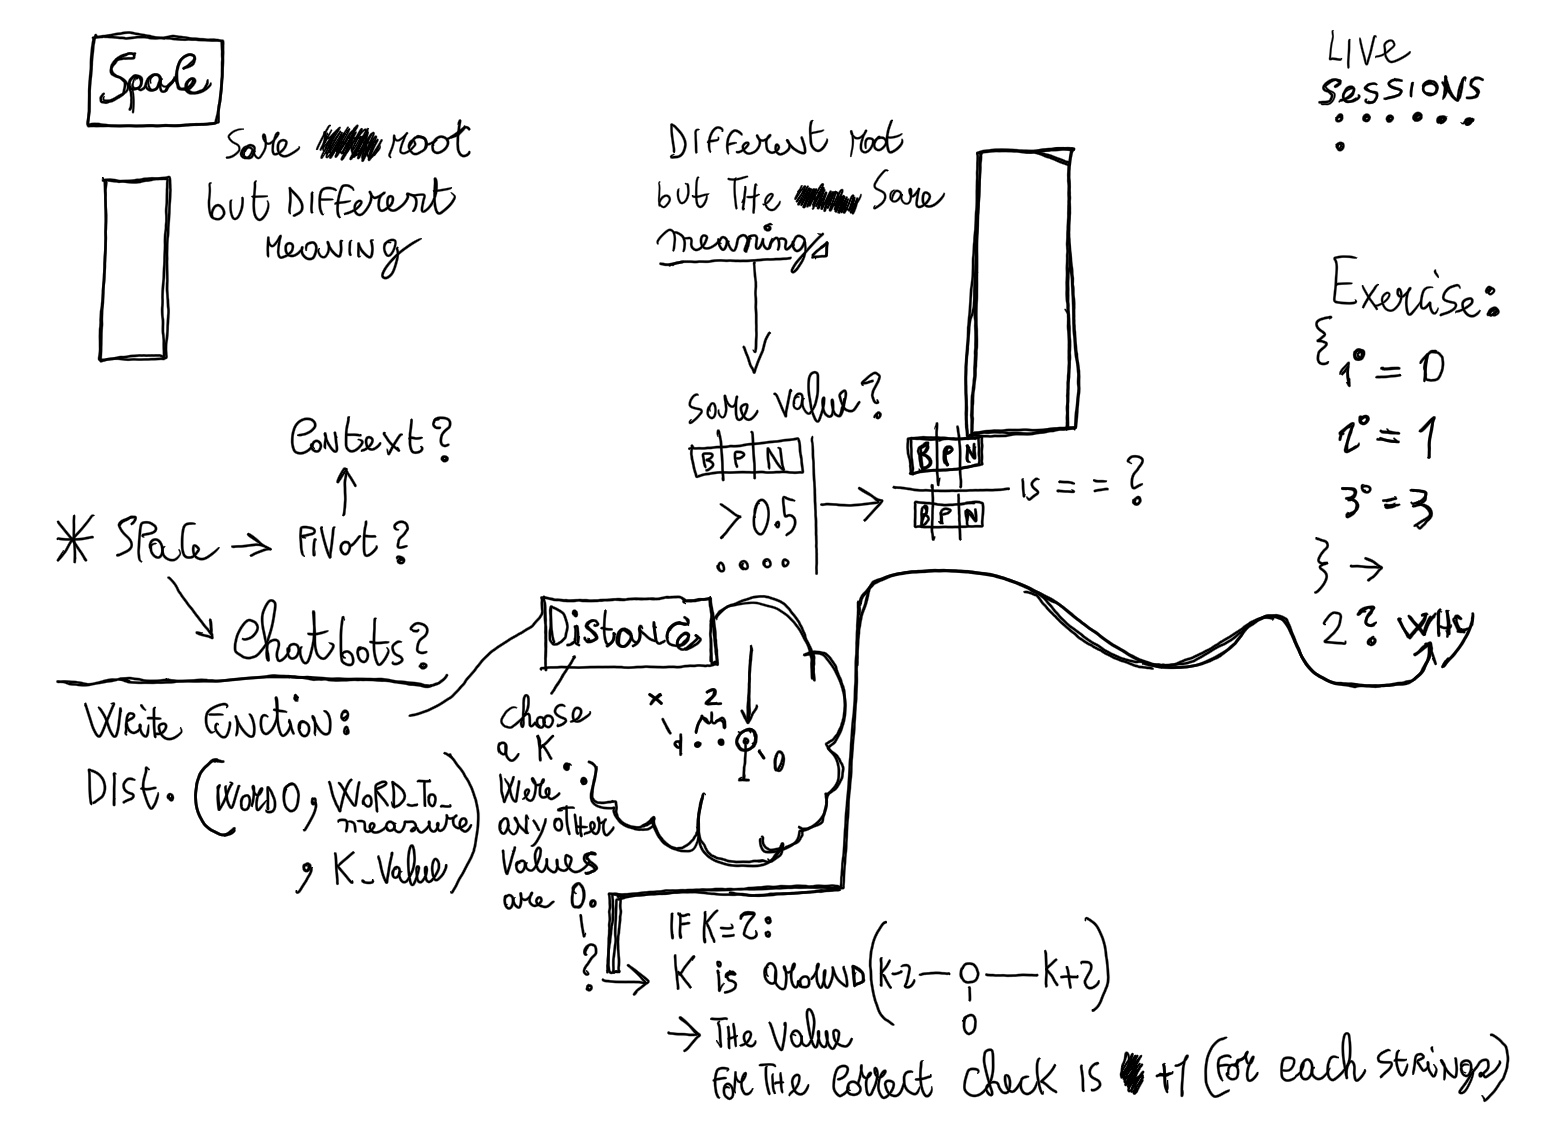 Space
Same root
but Different
Meaning
Different root
but The Same
meaning
Same value?
B P N
> 0.5
B P N
B P N
is = = ?
Live
Sessions
Exercise:
{
1° = 0
2° = 1
3° = 3
} →
2? WHY
Context?
* Space → Pivot?
Chatbots?
Write Function:
Dist. (Word0, WORD_To_
measure
, K_Value)
Distance
choose
a K.
Were
any other
Values
are 0.
?
x 2
0
IF K=2:
K is around (K-2 — O — K+2)
0
→ The Value
For The Correct check is +1 (For each Strings)